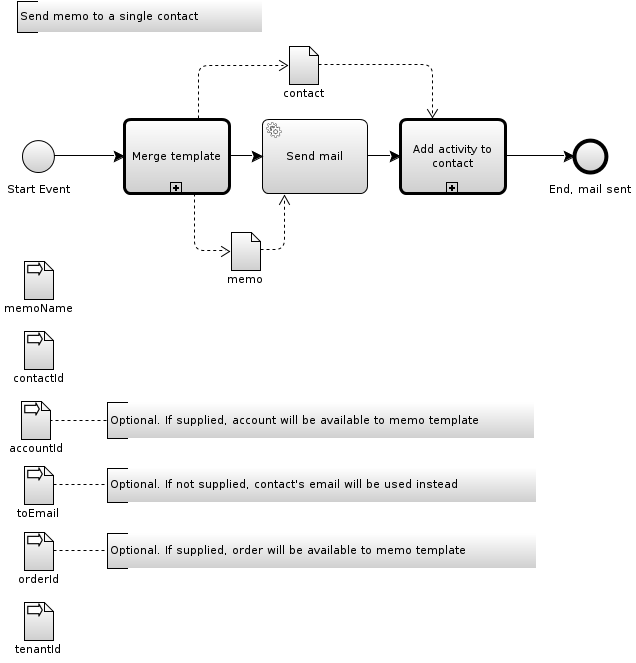 Send memo to a single contact
contact
Merge template
Send mail
Add activity to
contact
Start Event
End, mail sent
memo
memoName
contactId
accountId
Optional. If supplied, account will be available to memo template
toEmail
Optional. If not supplied, contact's email will be used instead
orderId
Optional. If supplied, order will be available to memo template
tenantId